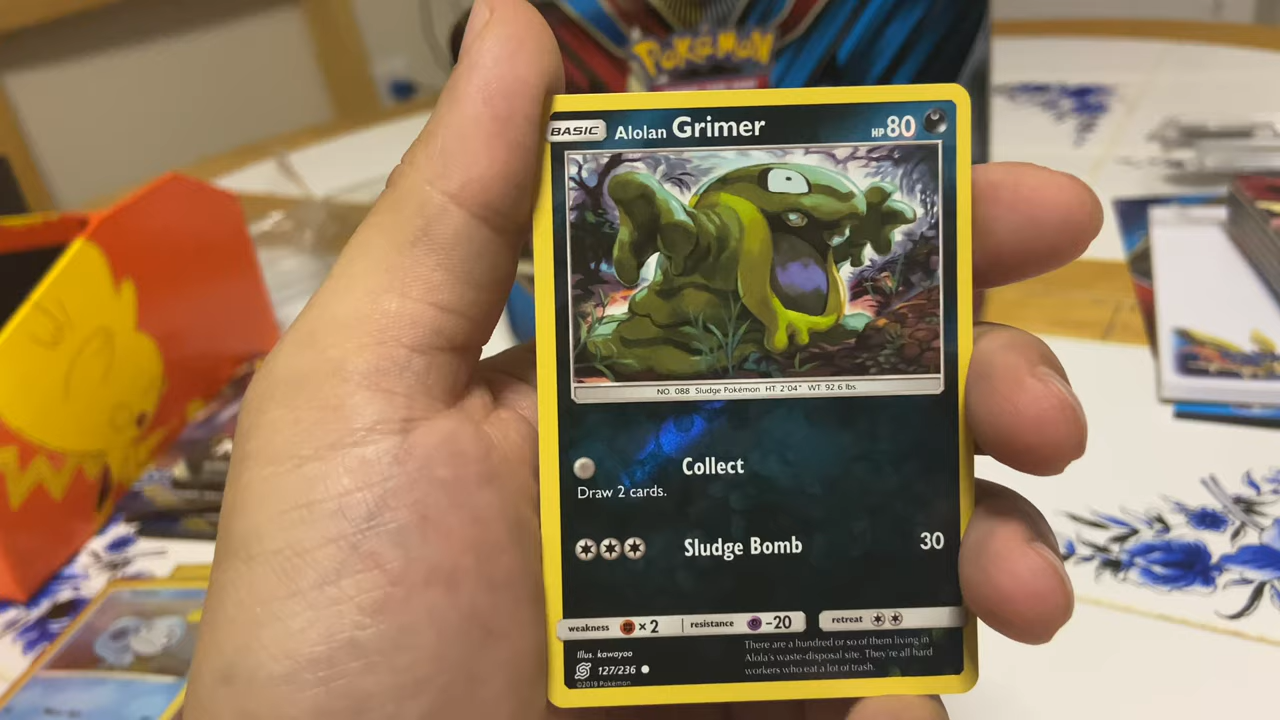 POKéMON
BASIC Alolan Grimer HP 80
NO. 088 Sludge Pokémon HT: 2'04" WT: 92.6 lbs.
Collect
Draw 2 cards.
Sludge Bomb 30
weakness ×2 resistance -20 retreat
Illus. kawayoo
127/236
©2019 Pokémon
There are a hundred or so of them living in
Alola's waste-disposal site. They're all hard
workers who eat a lot of trash.